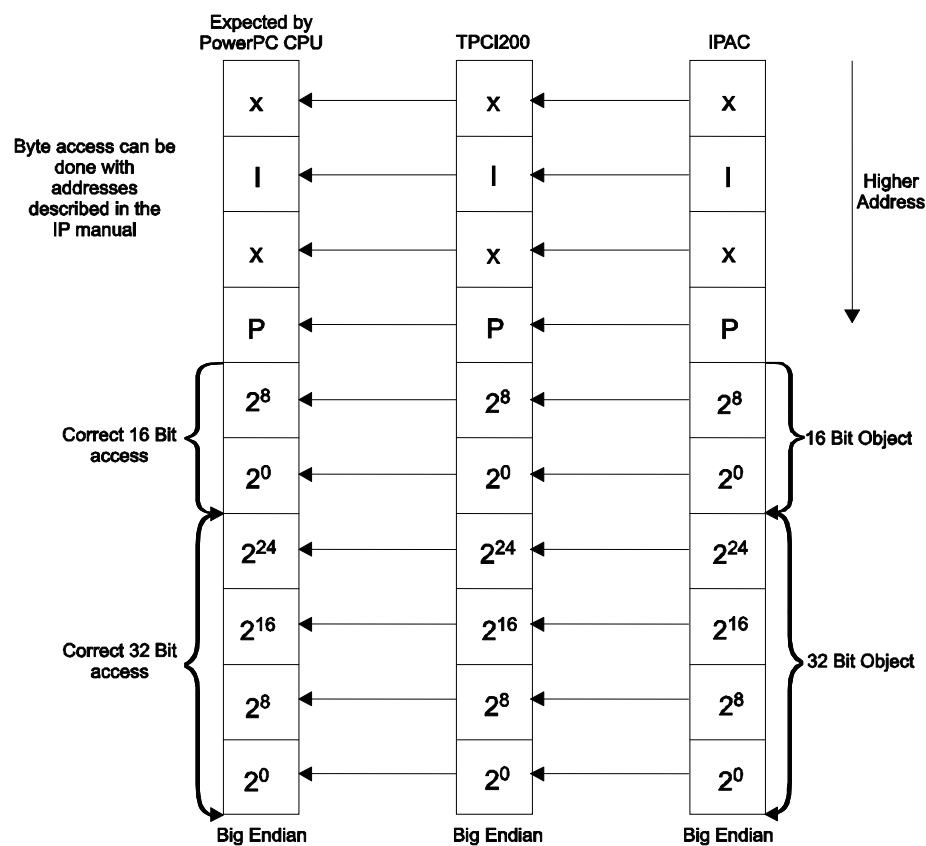 Expected by
PowerPC CPU
TPCI200
IPAC
x x x
Byte access can be
done with
addresses
described in the
IP manual
I I I
Higher
Address
x x x
P P P
2⁸ 2⁸ 2⁸
Correct 16 Bit
access
16 Bit Object
2⁰ 2⁰ 2⁰
2²⁴ 2²⁴ 2²⁴
2¹⁶ 2¹⁶ 2¹⁶
Correct 32 Bit
access
32 Bit Object
2⁸ 2⁸ 2⁸
2⁰ 2⁰ 2⁰
Big Endian Big Endian Big Endian